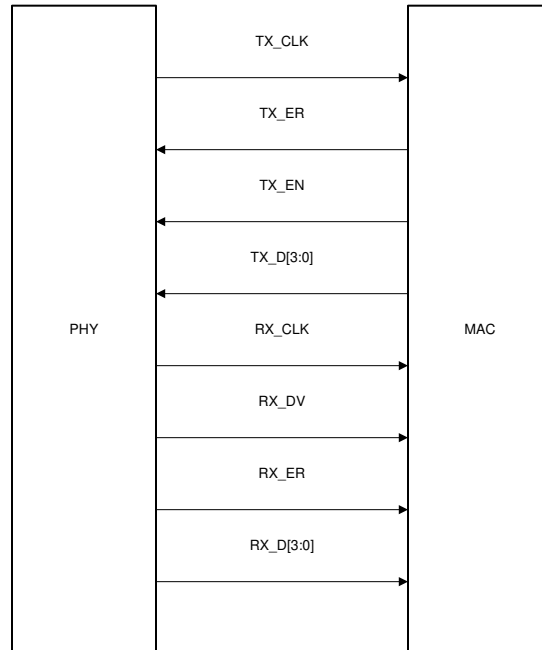 TX_CLK
TX_ER
TX_EN
TX_D[3:0]
PHY
RX_CLK
MAC
RX_DV
RX_ER
RX_D[3:0]